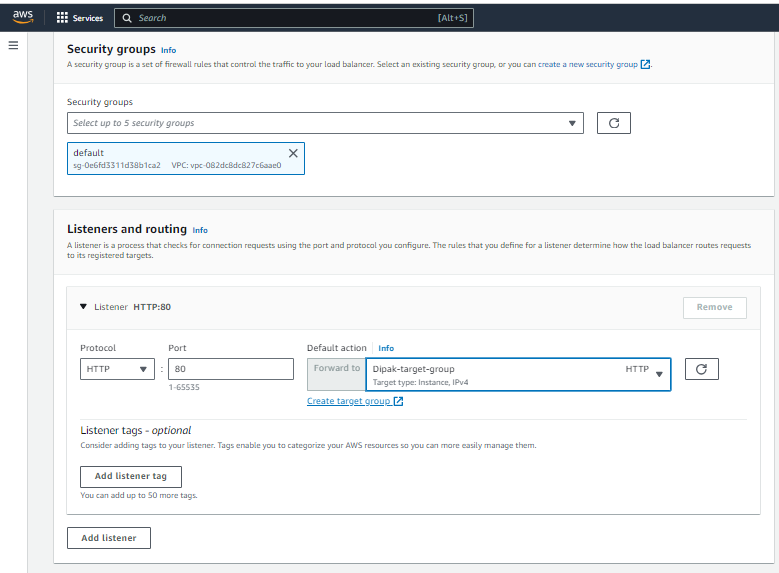 aws Services Search [Alt+S]
Security groups Info
A security group is a set of firewall rules that control the traffic to your load balancer. Select an existing security group, or you can create a new security group.
Security groups
Select up to 5 security groups
default
sg-0e6fd3311d38b1ca2 VPC: vpc-082dc8dc827c6aae0
Listeners and routing Info
A listener is a process that checks for connection requests using the port and protocol you configure. The rules that you define for a listener determine how the load balancer routes requests
to its registered targets.
Listener HTTP:80 Remove
Protocol Port Default action Info
HTTP : 80 Forward to Dipak-target-group HTTP
Target type: Instance, IPv4
1-65535
Create target group
Listener tags - optional
Consider adding tags to your listener. Tags enable you to categorize your AWS resources so you can more easily manage them.
Add listener tag
You can add up to 50 more tags.
Add listener